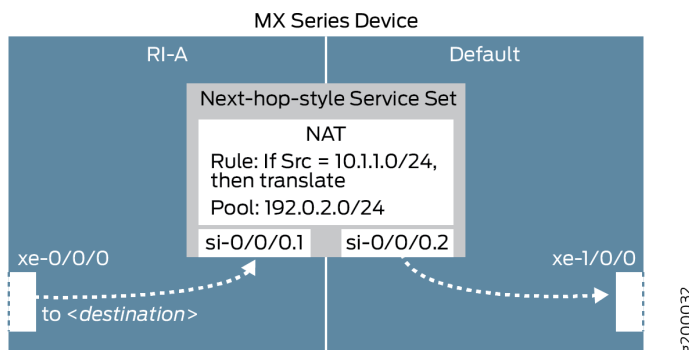 MX Series Device
RI-A
Default
Next-hop-style Service Set
NAT
Rule: If Src = 10.1.1.0/24,
then translate
Pool: 192.0.2.0/24
si-0/0/0.1
si-0/0/0.2
xe-0/0/0
xe-1/0/0
to <destination>
g200032